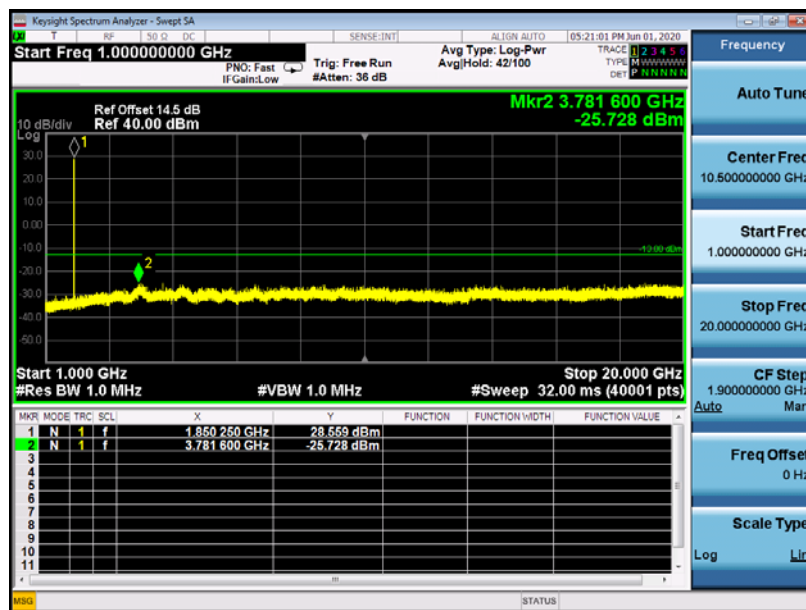 Keysight Spectrum Analyzer - Swept SA
T RF 50 Ω DC SENSE:INT ALIGN AUTO 05:21:01 PM Jun 01, 2020
Start Freq 1.000000000 GHz
PNO: Fast
IFGain:Low
Trig: Free Run
#Atten: 36 dB
Avg Type: Log-Pwr
Avg|Hold: 42/100
TRACE 1 2 3 4 5 6
TYPE M W W W W W
DET P N N N N N
Ref Offset 14.5 dB
Ref 40.00 dBm
10 dB/div
Log
Mkr2 3.781 600 GHz
-25.728 dBm
1
30.0
20.0
10.0
0.00
-10.0
-13.00 dBm
2
-20.0
-30.0
-40.0
-50.0
Start 1.000 GHz
Stop 20.000 GHz
#Res BW 1.0 MHz
#VBW 1.0 MHz
#Sweep 32.00 ms (40001 pts)
MKR MODE TRC SCL X Y FUNCTION FUNCTION WIDTH FUNCTION VALUE
1 N 1 f 1.850 250 GHz 28.559 dBm
2 N 1 f 3.781 600 GHz -25.728 dBm
3
4
5
6
7
8
9
10
11
MSG
STATUS
Frequency
Auto Tune
Center Freq
10.500000000 GHz
Start Freq
1.000000000 GHz
Stop Freq
20.000000000 GHz
CF Step
1.900000000 GHz
Auto Man
Freq Offset
0 Hz
Scale Type
Log Lin